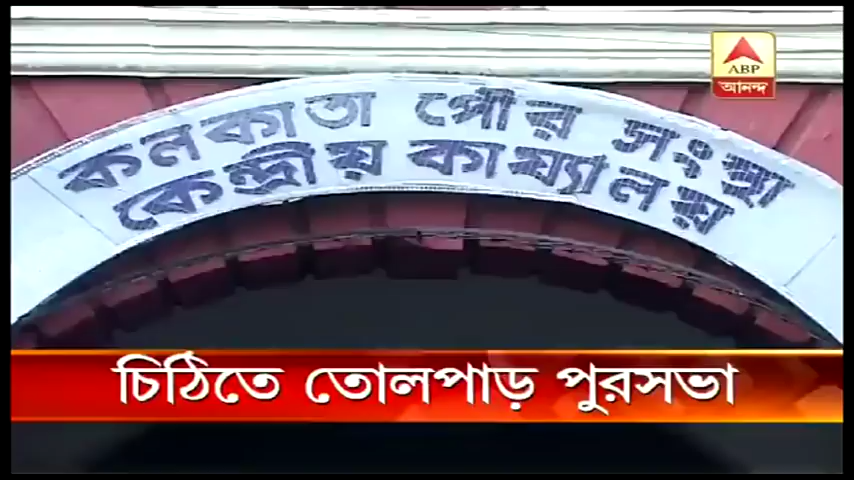 কলকাতা পৌর সংস্থা
কেন্দ্রীয় কার্য্যালয়
ABP
আনন্দ
চিঠিতে তোলপাড় পুরসভা